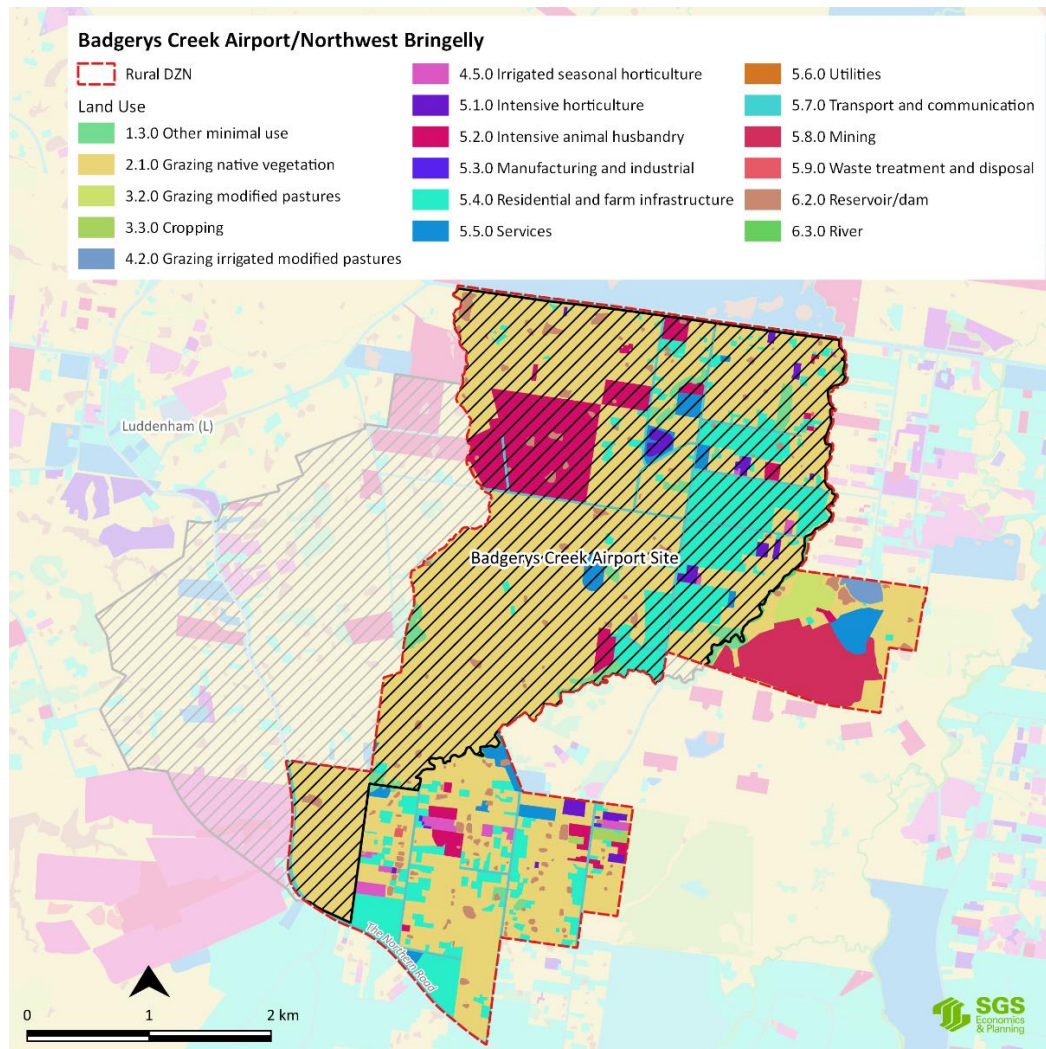 Badgerys Creek Airport/Northwest Bringelly
Rural DZN
Land Use
1.3.0 Other minimal use
2.1.0 Grazing native vegetation
3.2.0 Grazing modified pastures
3.3.0 Cropping
4.2.0 Grazing irrigated modified pastures
4.5.0 Irrigated seasonal horticulture
5.1.0 Intensive horticulture
5.2.0 Intensive animal husbandry
5.3.0 Manufacturing and industrial
5.4.0 Residential and farm infrastructure
5.5.0 Services
5.6.0 Utilities
5.7.0 Transport and communication
5.8.0 Mining
5.9.0 Waste treatment and disposal
6.2.0 Reservoir/dam
6.3.0 River
Luddenham (L)
Badgerys Creek Airport Site
The Northern Road
0 1 2 km
SGS
Economics
& Planning